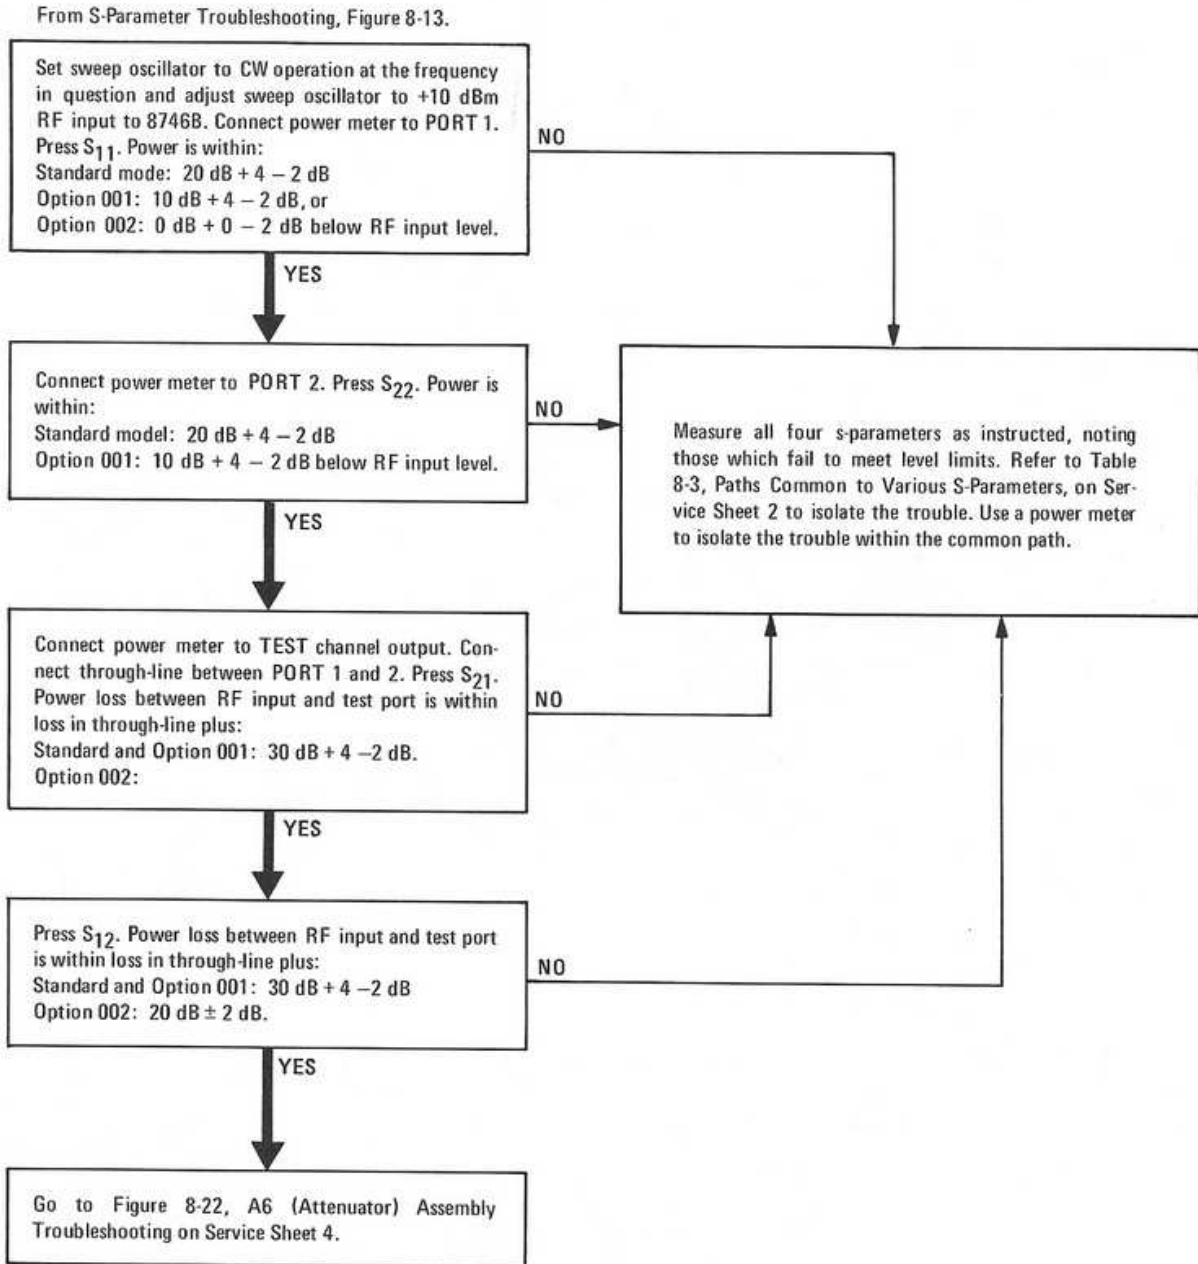 From S-Parameter Troubleshooting, Figure 8-13.
Set sweep oscillator to CW operation at the frequency
in question and adjust sweep oscillator to +10 dBm
RF input to 8746B. Connect power meter to PORT 1.
Press S11. Power is within:
Standard mode: 20 dB + 4 – 2 dB
Option 001: 10 dB + 4 – 2 dB, or
Option 002: 0 dB + 0 – 2 dB below RF input level.
NO
YES
Connect power meter to PORT 2. Press S22. Power is
within:
Standard model: 20 dB + 4 – 2 dB
Option 001: 10 dB + 4 – 2 dB below RF input level.
NO
Measure all four s-parameters as instructed, noting
those which fail to meet level limits. Refer to Table
8-3, Paths Common to Various S-Parameters, on Ser-
vice Sheet 2 to isolate the trouble. Use a power meter
to isolate the trouble within the common path.
YES
Connect power meter to TEST channel output. Con-
nect through-line between PORT 1 and 2. Press S21.
Power loss between RF input and test port is within
loss in through-line plus:
Standard and Option 001: 30 dB + 4 –2 dB.
Option 002:
NO
YES
Press S12. Power loss between RF input and test port
is within loss in through-line plus:
Standard and Option 001: 30 dB + 4 –2 dB
Option 002: 20 dB ± 2 dB.
NO
YES
Go to Figure 8-22, A6 (Attenuator) Assembly
Troubleshooting on Service Sheet 4.